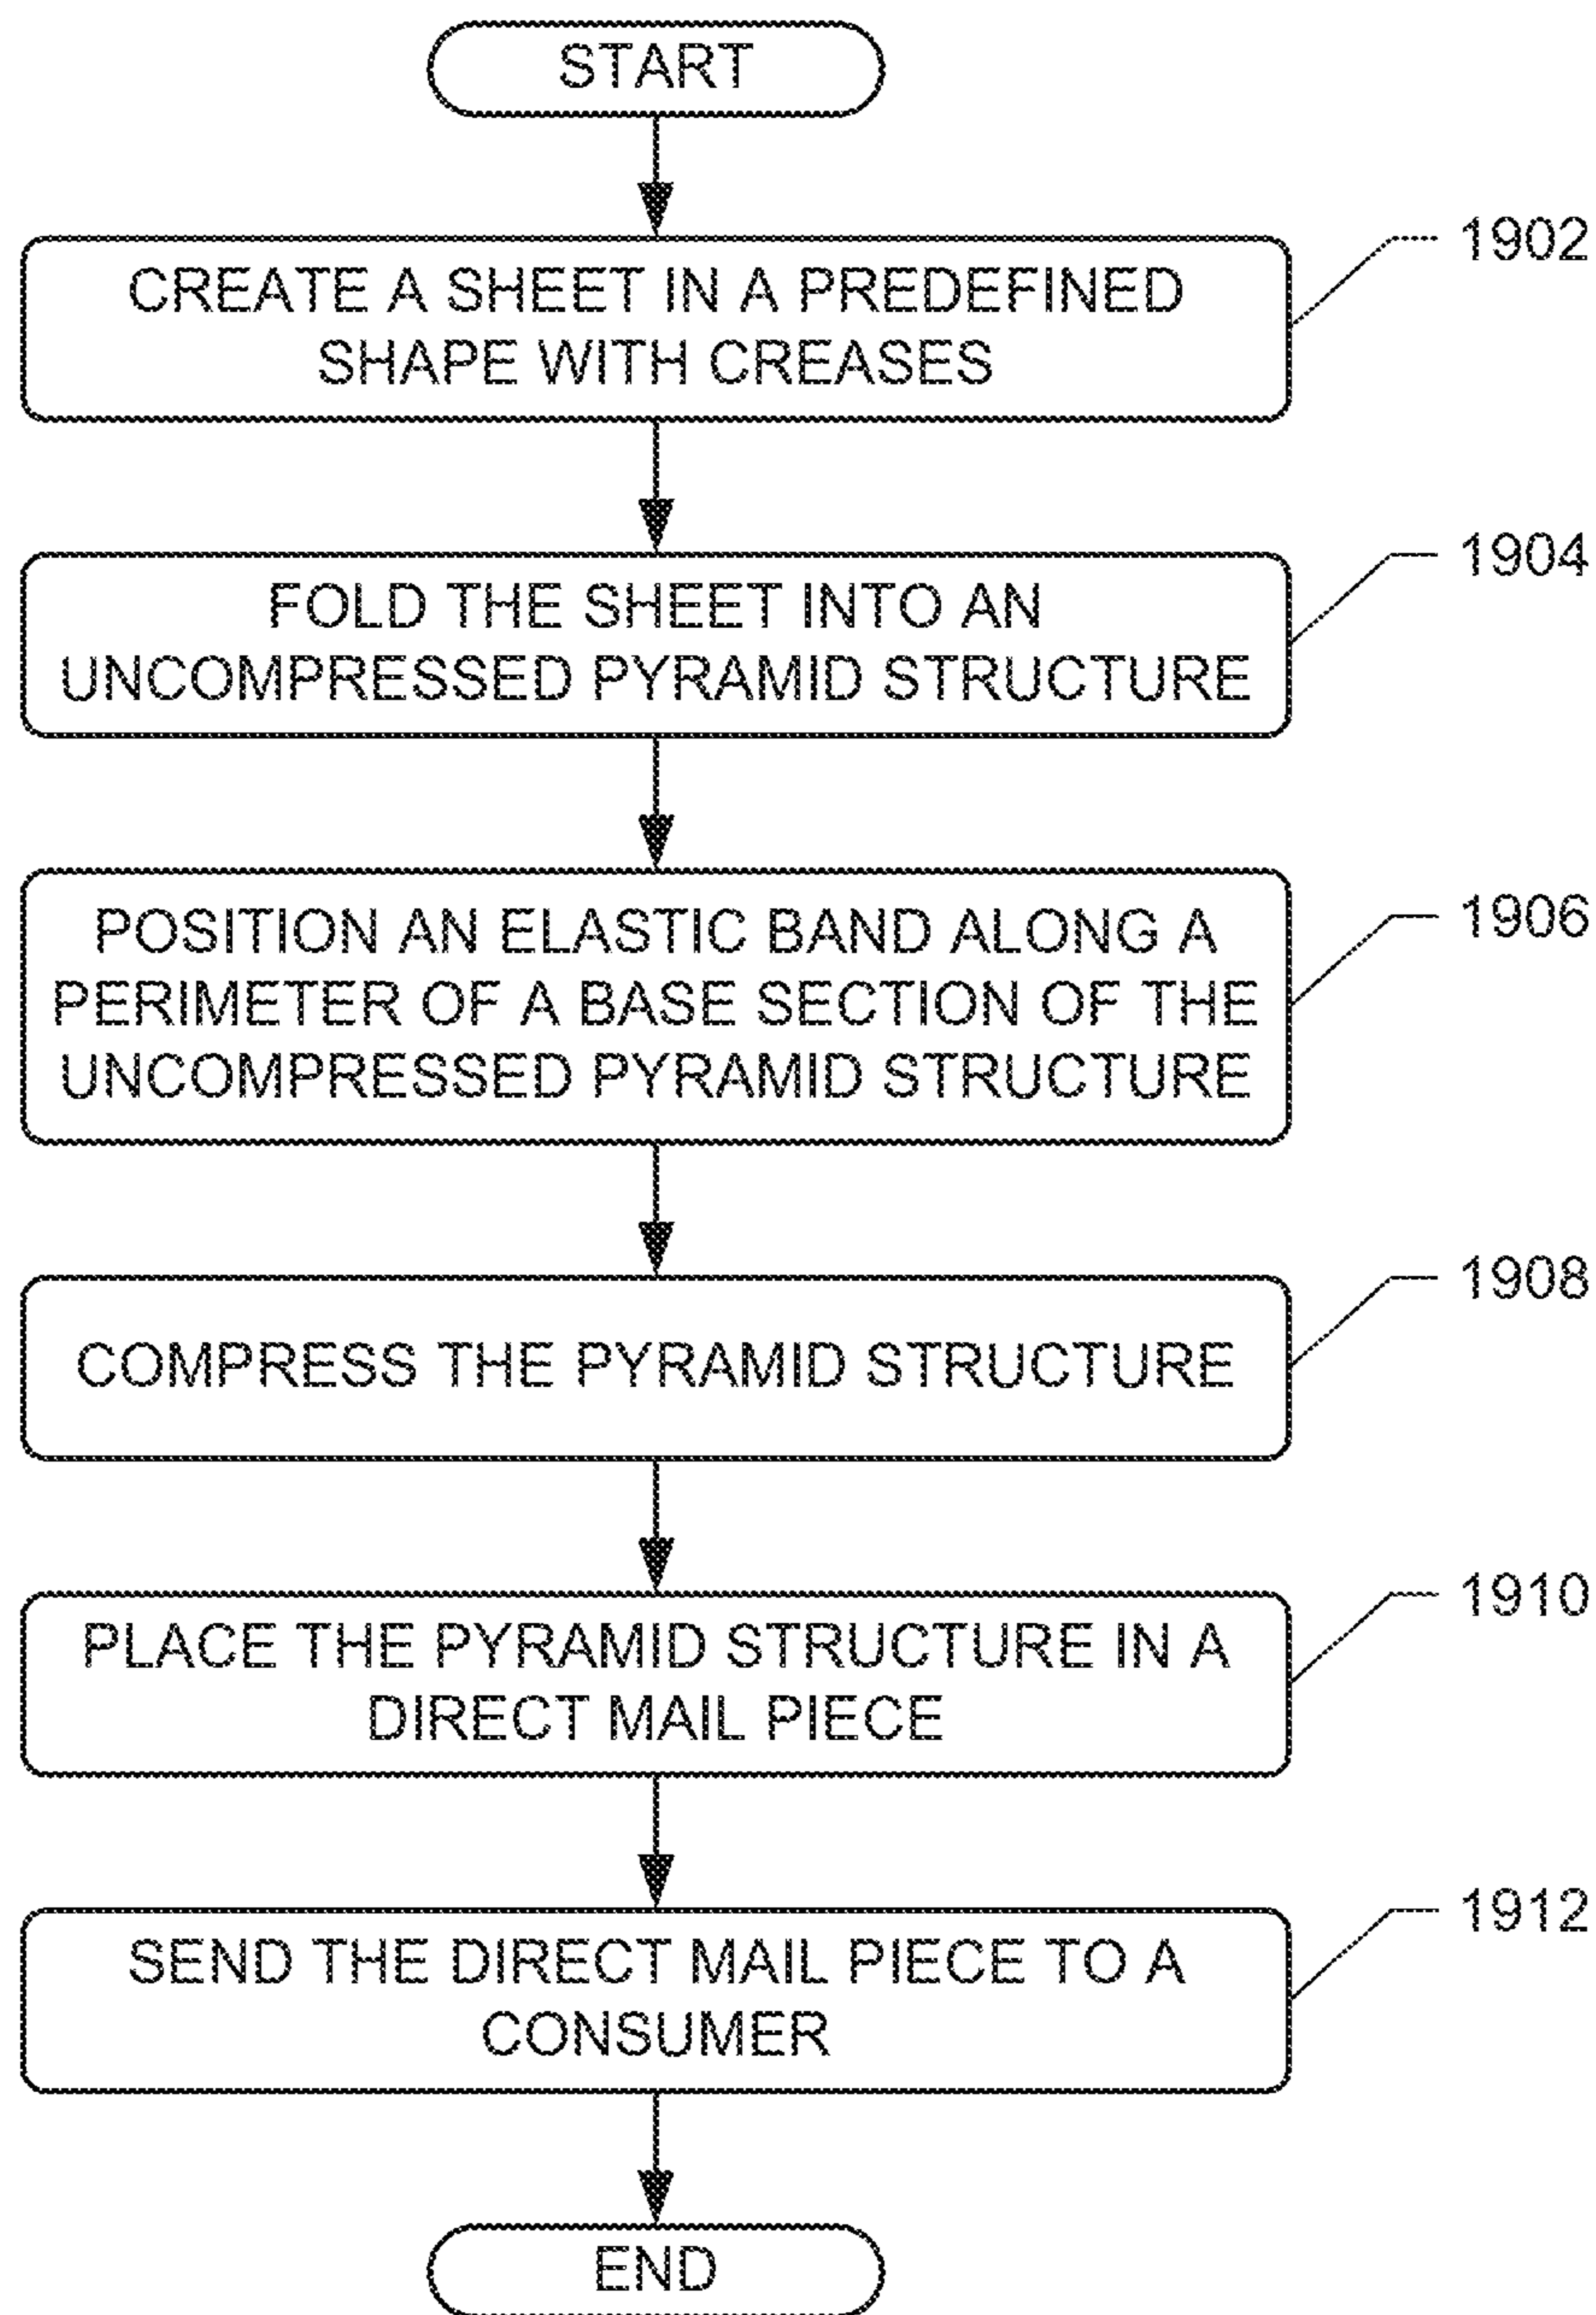 START
CREATE A SHEET IN A PREDEFINED
SHAPE WITH CREASES
1902
FOLD THE SHEET INTO AN
UNCOMPRESSED PYRAMID STRUCTURE
1904
POSITION AN ELASTIC BAND ALONG A
PERIMETER OF A BASE SECTION OF THE
UNCOMPRESSED PYRAMID STRUCTURE
1906
COMPRESS THE PYRAMID STRUCTURE
1908
PLACE THE PYRAMID STRUCTURE IN A
DIRECT MAIL PIECE
1910
SEND THE DIRECT MAIL PIECE TO A
CONSUMER
1912
END